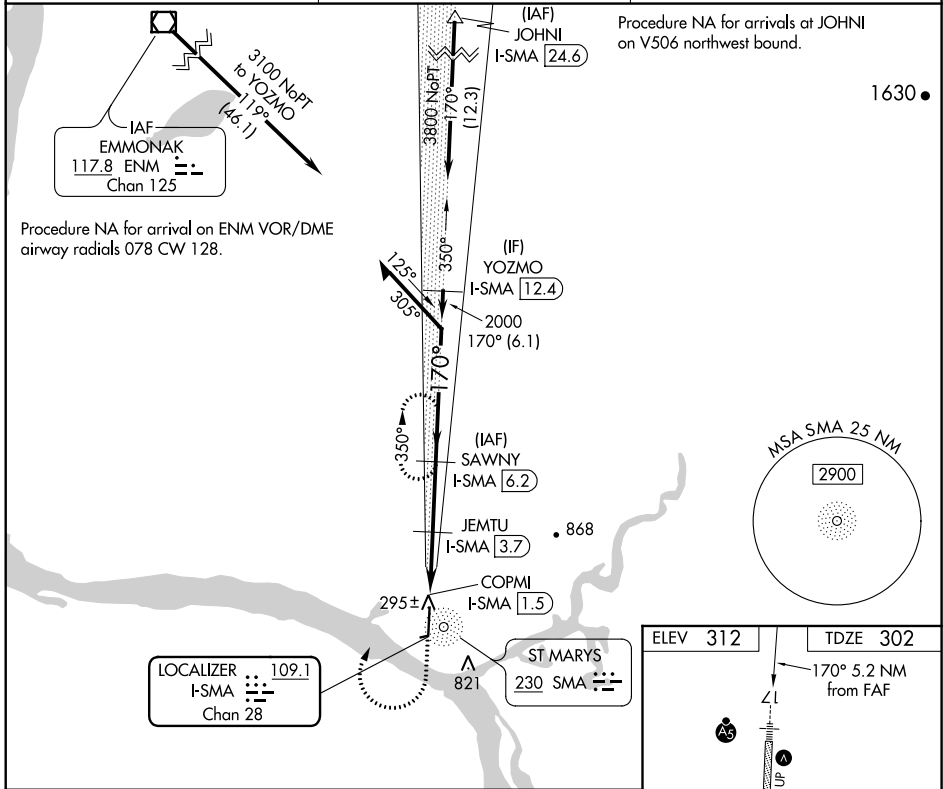 (IAF)
JOHNI
I-SMA 24.6
Procedure NA for arrivals at JOHNI
on V506 northwest bound.
3100 NoPT
to YOZMO
119°
(46.1)
3800 NoPT
170°
(12.3)
1630
IAF
EMMONAK
117.8 ENM
Chan 125
Procedure NA for arrival on ENM VOR/DME
airway radials 078 CW 128.
350°
(IF)
YOZMO
I-SMA 12.4
125°
305°
2000
170° (6.1)
170°
350°
(IAF)
SAWNY
I-SMA 6.2
MSA SMA 25 NM
2900
JEMTU
I-SMA 3.7
868
COPMI
I-SMA 1.5
295±
LOCALIZER 109.1
I-SMA
Chan 28
821
ST MARYS
230 SMA
ELEV 312
TDZE 302
170° 5.2 NM
from FAF
17
A5
A
UP